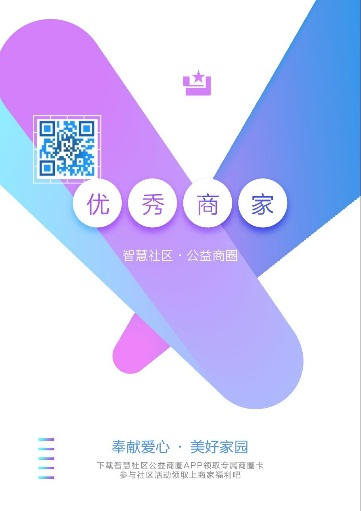 优秀商家
智慧社区·公益商圈
奉献爱心 · 美好家园
下载智慧社区公益商圈APP领取专属商圈卡
参与社区活动领取上商家福利吧